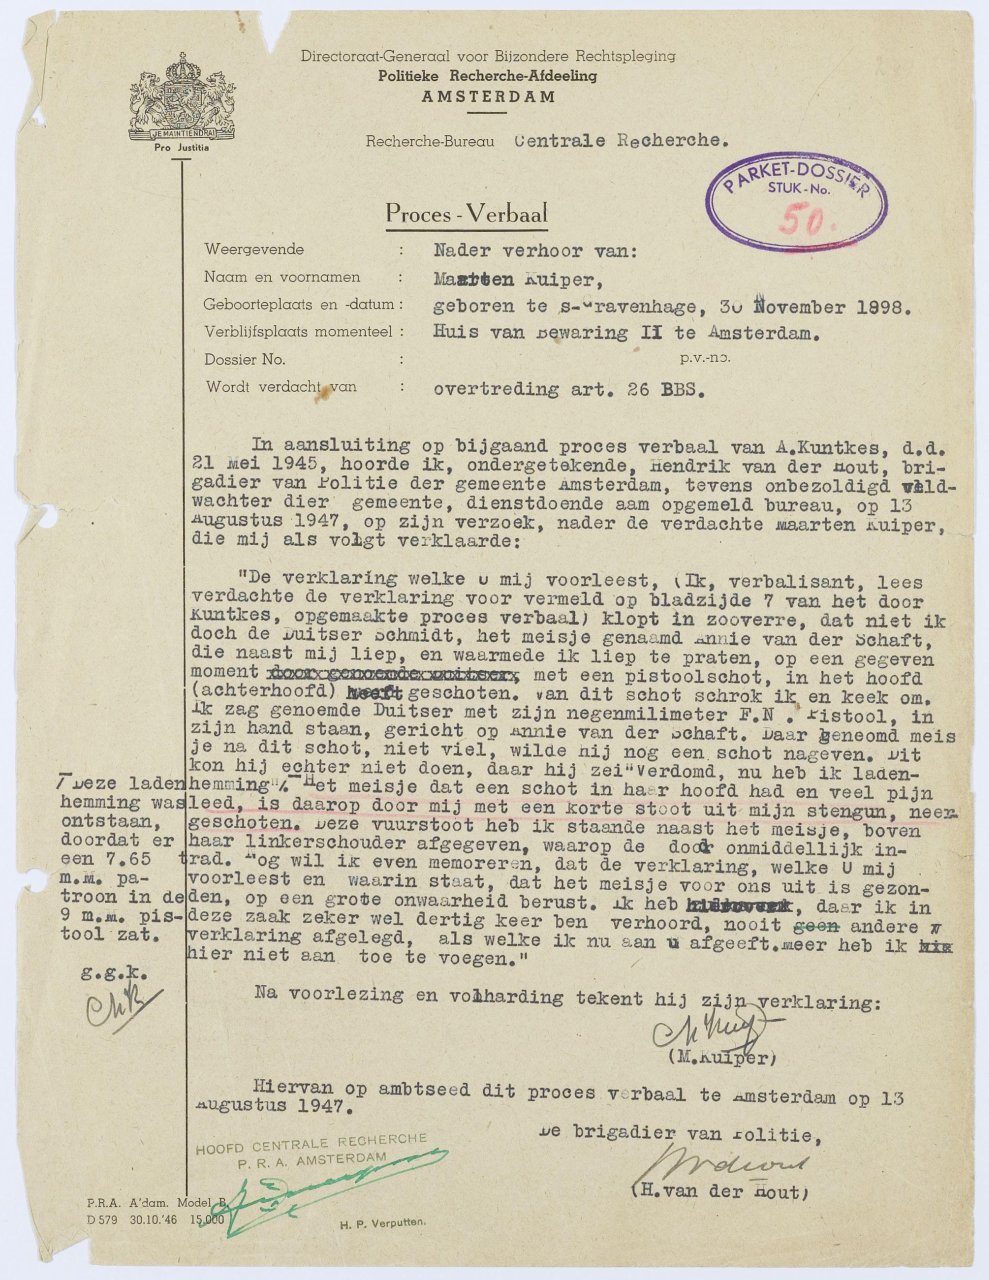 Directoraat-Generaal voor Bijzondere Rechtspleging
Politieke Recherche-Afdeeling
AMSTERDAM
JE MAINTIENDRAI
Pro Justitia
Recherche-Bureau Centrale Recherche.
PARKET-DOSSIER
STUK-No.
50.
Proces-Verbaal
Weergevende : Nader verhoor van:
Naam en voornamen : Maarten Kuiper,
Geboorteplaats en -datum : geboren te s-Gravenhage, 30 November 1898.
Verblijfsplaats momenteel : Huis van Bewaring II te Amsterdam.
Dossier No. : p.v.-no.
Wordt verdacht van : overtreding art. 26 BBS.
In aansluiting op bijgaand proces verbaal van A.Kuntkes, d.d.
21 Mei 1945, hoorde ik, ondergetekende, Hendrik van der Hout, bri-
gadier van Politie der gemeente Amsterdam, tevens onbezoldigd veld-
wachter dier gemeente, dienstdoende aam opgemeld bureau, op 13
Augustus 1947, op zijn verzoek, nader de verdachte Maarten Kuiper,
die mij als volgt verklaarde:
"De verklaring welke U mij voorleest, (Ik, verbalisant, lees
verdachte de verklaring voor vermeld op bladzijde 7 van het door
Kuntkes, opgemaakte proces verbaal) klopt in zooverre, dat niet ik
doch de Duitser Schmidt, het meisje genaamd Annie van der Schaft,
die naast mij liep, en waarmede ik liep te praten, op een gegeven
moment door genoemde Duitser, met een pistoolschot, in het hoofd
(achterhoofd) heeft geschoten. Van dit schot schrok ik en keek om.
Ik zag genoemde Duitser met zijn negenmilimeter F.N . Pistool, in
zijn hand staan, gericht op Annie van der Schaft. Daar geneomd meis
je na dit schot, niet viel, wilde hij nog een schot nageven. Dit
kon hij echter niet doen, daar hij zei"Verdomd, nu heb ik laden-
hemming"/. Het meisje dat een schot in haar hoofd had en veel pijn
leed, is daarop door mij met een korte stoot uit mijn stengun, neer-
geschoten. Deze vuurstoot heb ik staande naast het meisje, boven
haar linkerschouder afgegeven, waarop de dood onmiddellijk in-
trad. Nog wil ik even memoreren, dat de verklaring, welke U mij
voorleest en waarin staat, dat het meisje voor ons uit is gezon-
den, op een grote onwaarheid berust. Ik heb , daar ik in
deze zaak zeker wel dertig keer ben verhoord, nooit geen andere
verklaring afgelegd, als welke ik nu aan U afgeeft.Meer heb ik
hier niet aan toe te voegen."
Deze laden
hemming was
ontstaan,
doordat er
een 7.65
m.m. pa-
troon in de
9 m.m. pis-
tool zat.
g.g.k.
Na voorlezing en volharding tekent hij zijn verklaring:
(M.Kuiper)
Hiervan op ambtseed dit proces verbaal te Amsterdam op 13
Augustus 1947.
De brigadier van Politie,
(H.van der Hout)
HOOFD CENTRALE RECHERCHE
P. R. A. AMSTERDAM
H. P. Verputten.
P.R.A. A'dam. Model B.
D 579 30.10.'46 15.000